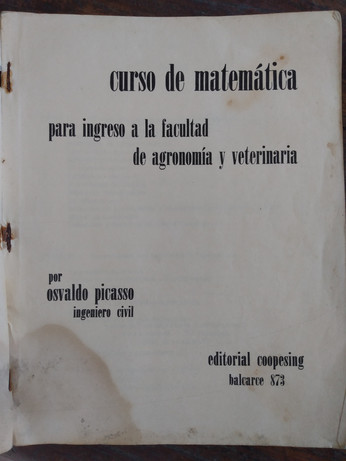 curso de matemática
para ingreso a la facultad
de agronomía y veterinaria
por
osvaldo picasso
ingeniero civil
editorial coopesing
balcarce 873